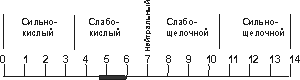 Сильно-
кислый
Слабо-
кислый
нейтральный
Слабо-
щелочной
Сильно-
щелочной
0 1 2 3 4 5 6 7 8 9 10 11 12 13 14